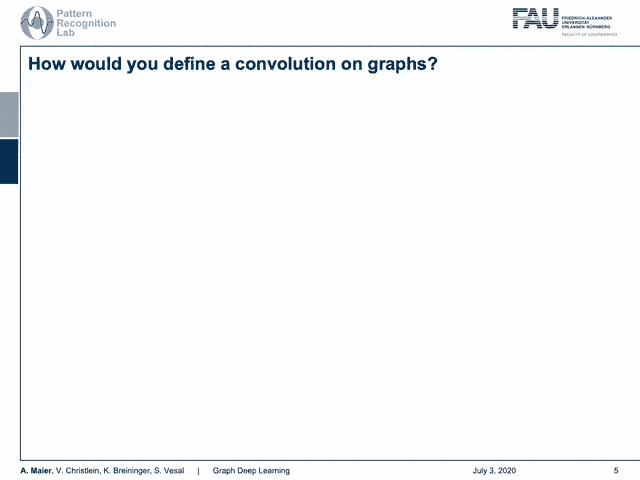 Pattern
Recognition
Lab
FAU
FRIEDRICH-ALEXANDER
UNIVERSITÄT
ERLANGEN-NÜRNBERG
FACULTY OF ENGINEERING
How would you define a convolution on graphs?
A. Maier, V. Christlein, K. Breininger, S. Vesal | Graph Deep Learning July 3, 2020 5